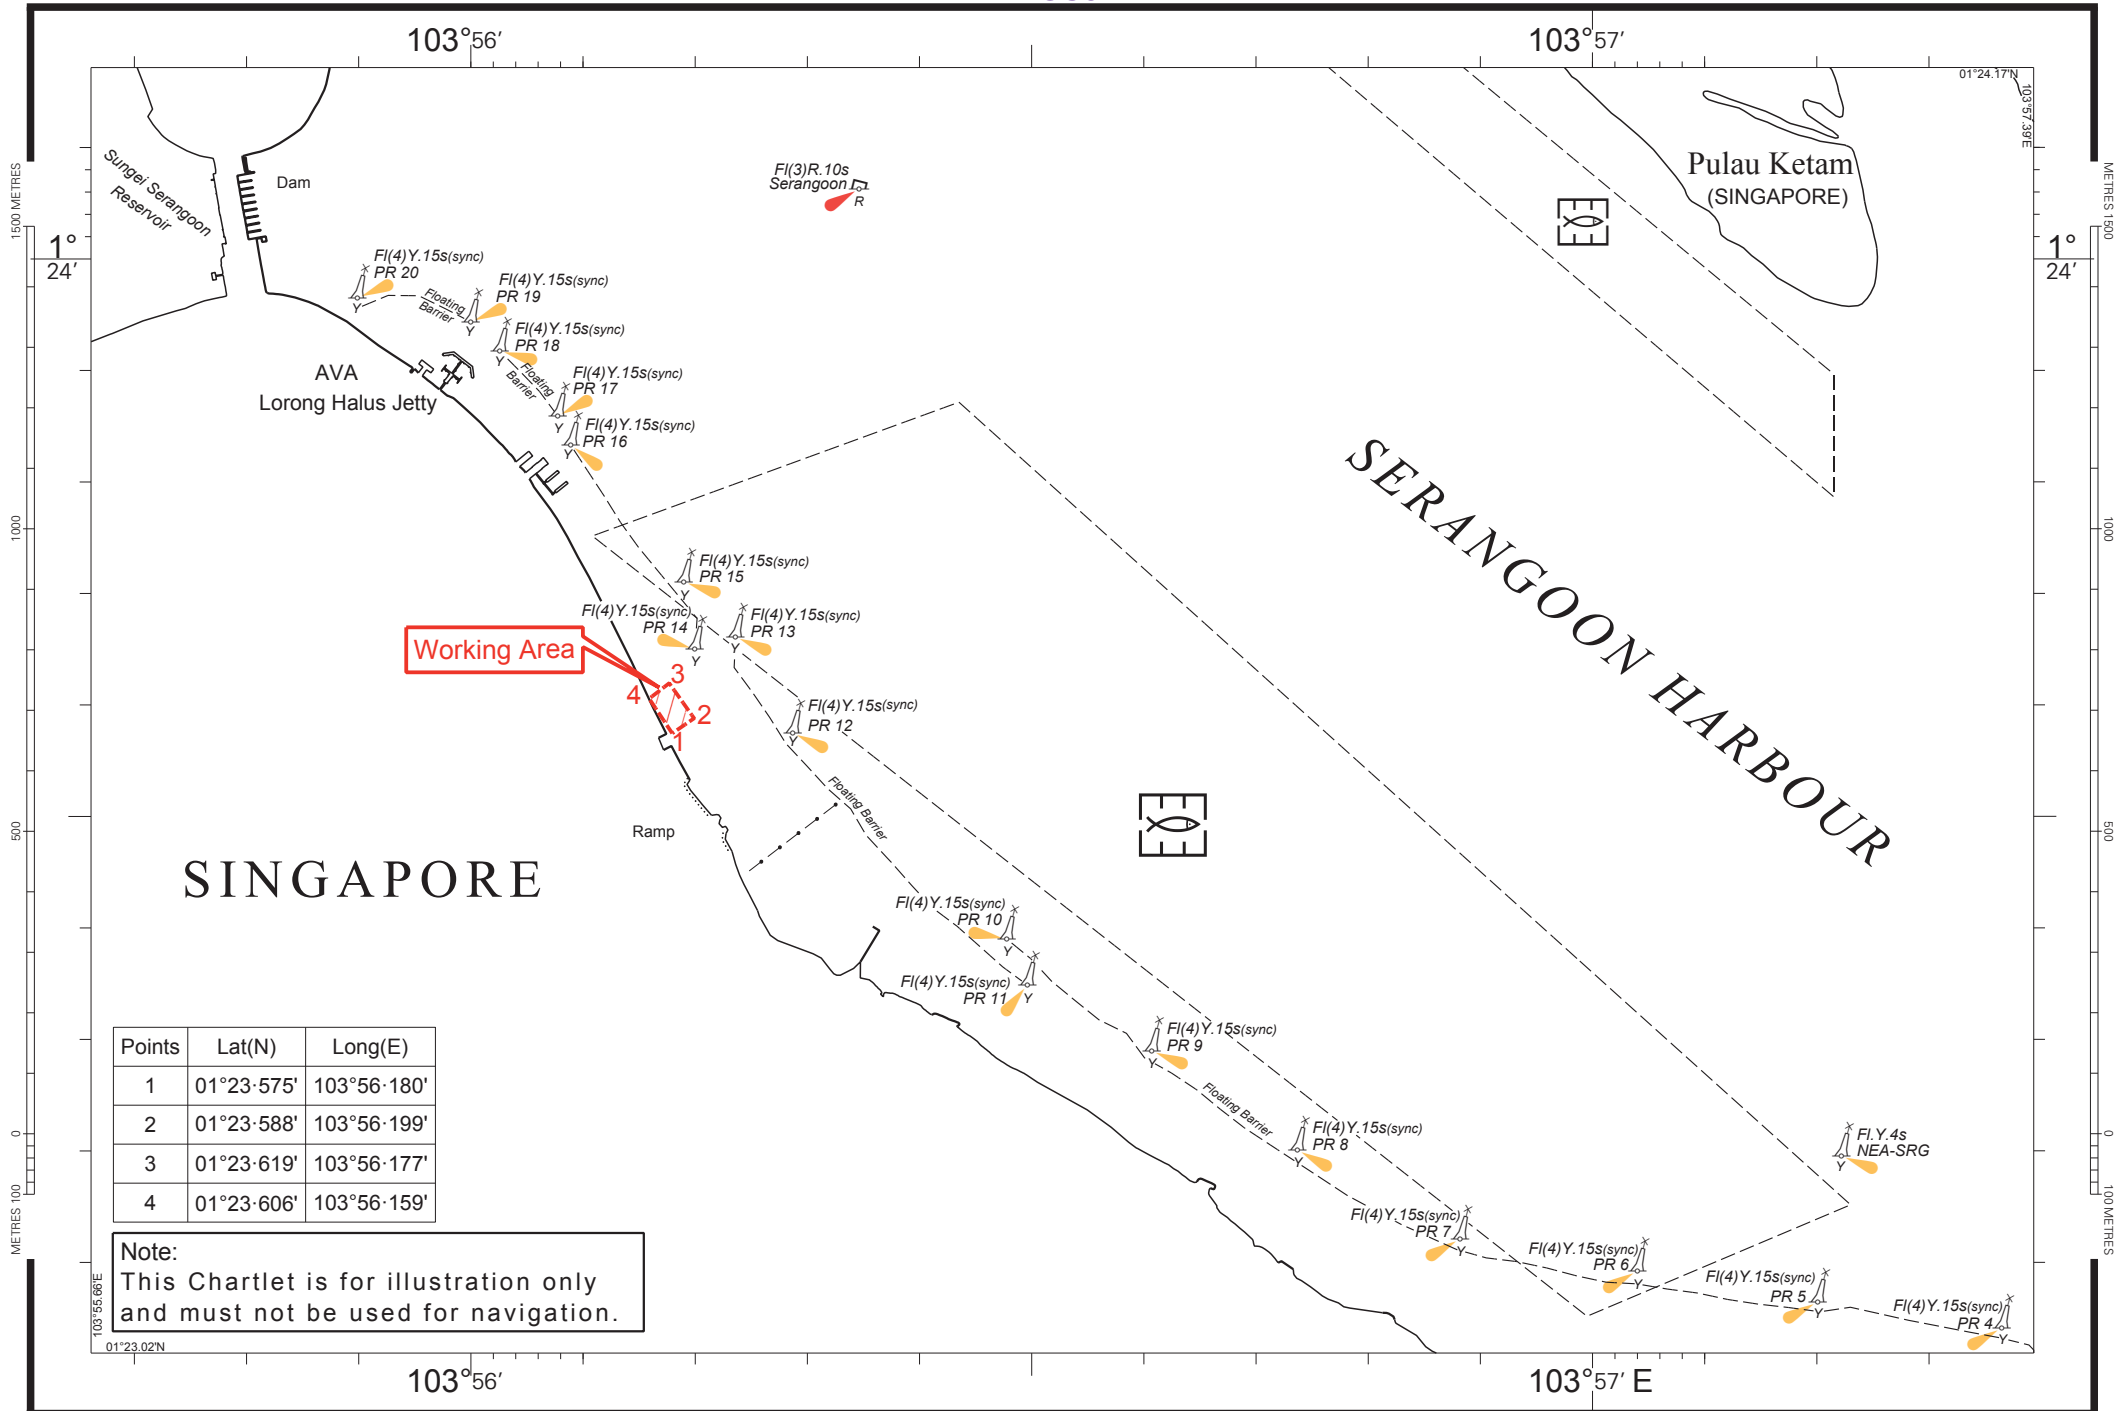 103°56′
103°57′
01°24.17'N
103°57.39'E
1500 METRES
METRES 1500
Sungei Serangoon
Reservoir
Dam
Fl(3)R.10s
Serangoon
R
Pulau Ketam
(SINGAPORE)
1°
24′
1°
24′
Fl(4)Y.15s(sync)
PR 20
Y
Floating
Barrier
Fl(4)Y.15s(sync)
PR 19
Y
Fl(4)Y.15s(sync)
PR 18
Y
Floating
Barrier
Fl(4)Y.15s(sync)
PR 17
Y
Fl(4)Y.15s(sync)
PR 16
Y
AVA
Lorong Halus Jetty
SERANGOON HARBOUR
1000
1000
Fl(4)Y.15s(sync)
PR 15
Y
Fl(4)Y.15s(sync)
PR 14
Y
Fl(4)Y.15s(sync)
PR 13
Y
Working Area
3
4
2
1
Fl(4)Y.15s(sync)
PR 12
Y
Floating Barrier
Ramp
500
500
SINGAPORE
Fl(4)Y.15s(sync)
PR 10
Y
Fl(4)Y.15s(sync)
PR 11
Y
Fl(4)Y.15s(sync)
PR 9
Y
Floating Barrier
Fl(4)Y.15s(sync)
PR 8
Y
Fl.Y.4s
NEA-SRG
Y
Fl(4)Y.15s(sync)
PR 7
Y
Fl(4)Y.15s(sync)
PR 6
Y
Fl(4)Y.15s(sync)
PR 5
Y
Fl(4)Y.15s(sync)
PR 4
Y
Points Lat(N) Long(E)
1 01°23·575' 103°56·180'
2 01°23·588' 103°56·199'
3 01°23·619' 103°56·177'
4 01°23·606' 103°56·159'
0
0
METRES 100
100 METRES
Note:
This Chartlet is for illustration only
and must not be used for navigation.
103°55.66'E
01°23.02'N
103°56′
103°57′ E